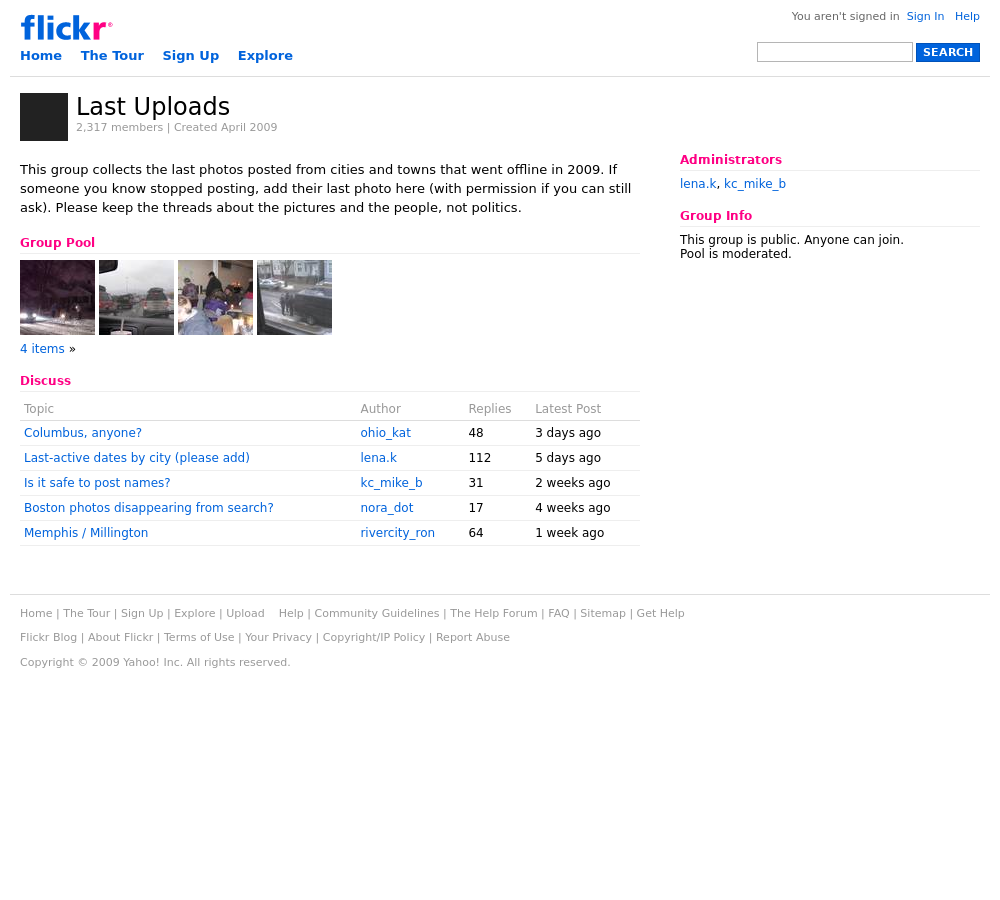 flickr®
You aren't signed in Sign In Help
Home The Tour Sign Up Explore
SEARCH
Last Uploads
2,317 members | Created April 2009
This group collects the last photos posted from cities and towns that went offline in 2009. If
someone you know stopped posting, add their last photo here (with permission if you can still
ask). Please keep the threads about the pictures and the people, not politics.
Group Pool
4 items »
Discuss
Topic Author Replies Latest Post
Columbus, anyone? ohio_kat 48 3 days ago
Last-active dates by city (please add) lena.k 112 5 days ago
Is it safe to post names? kc_mike_b 31 2 weeks ago
Boston photos disappearing from search? nora_dot 17 4 weeks ago
Memphis / Millington rivercity_ron 64 1 week ago
Administrators
lena.k, kc_mike_b
Group Info
This group is public. Anyone can join.
Pool is moderated.
Home | The Tour | Sign Up | Explore | Upload Help | Community Guidelines | The Help Forum | FAQ | Sitemap | Get Help
Flickr Blog | About Flickr | Terms of Use | Your Privacy | Copyright/IP Policy | Report Abuse
Copyright © 2009 Yahoo! Inc. All rights reserved.